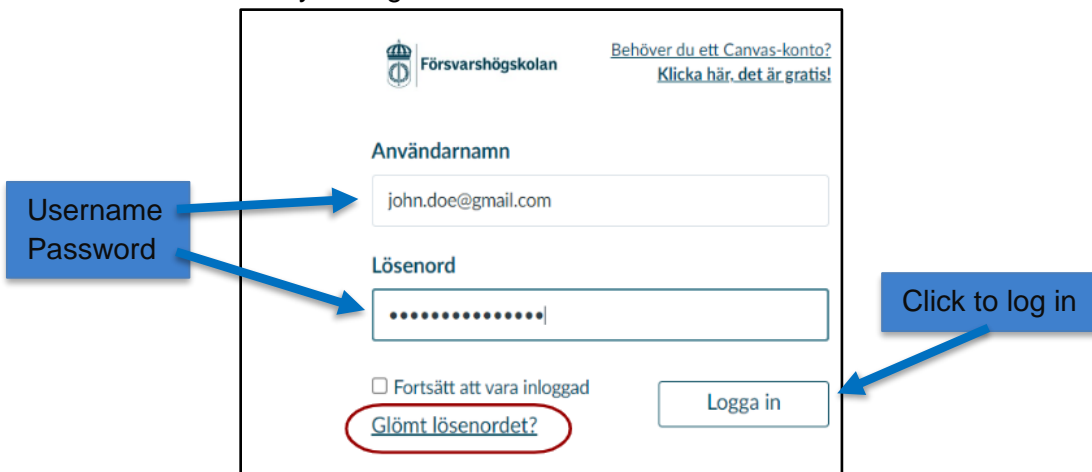 Försvarshögskolan
Behöver du ett Canvas-konto?
Klicka här, det är gratis!
Användarnamn
john.doe@gmail.com
Username
Password
Lösenord
•••••••••••••••
Click to log in
Fortsätt att vara inloggad
Logga in
Glömt lösenordet?